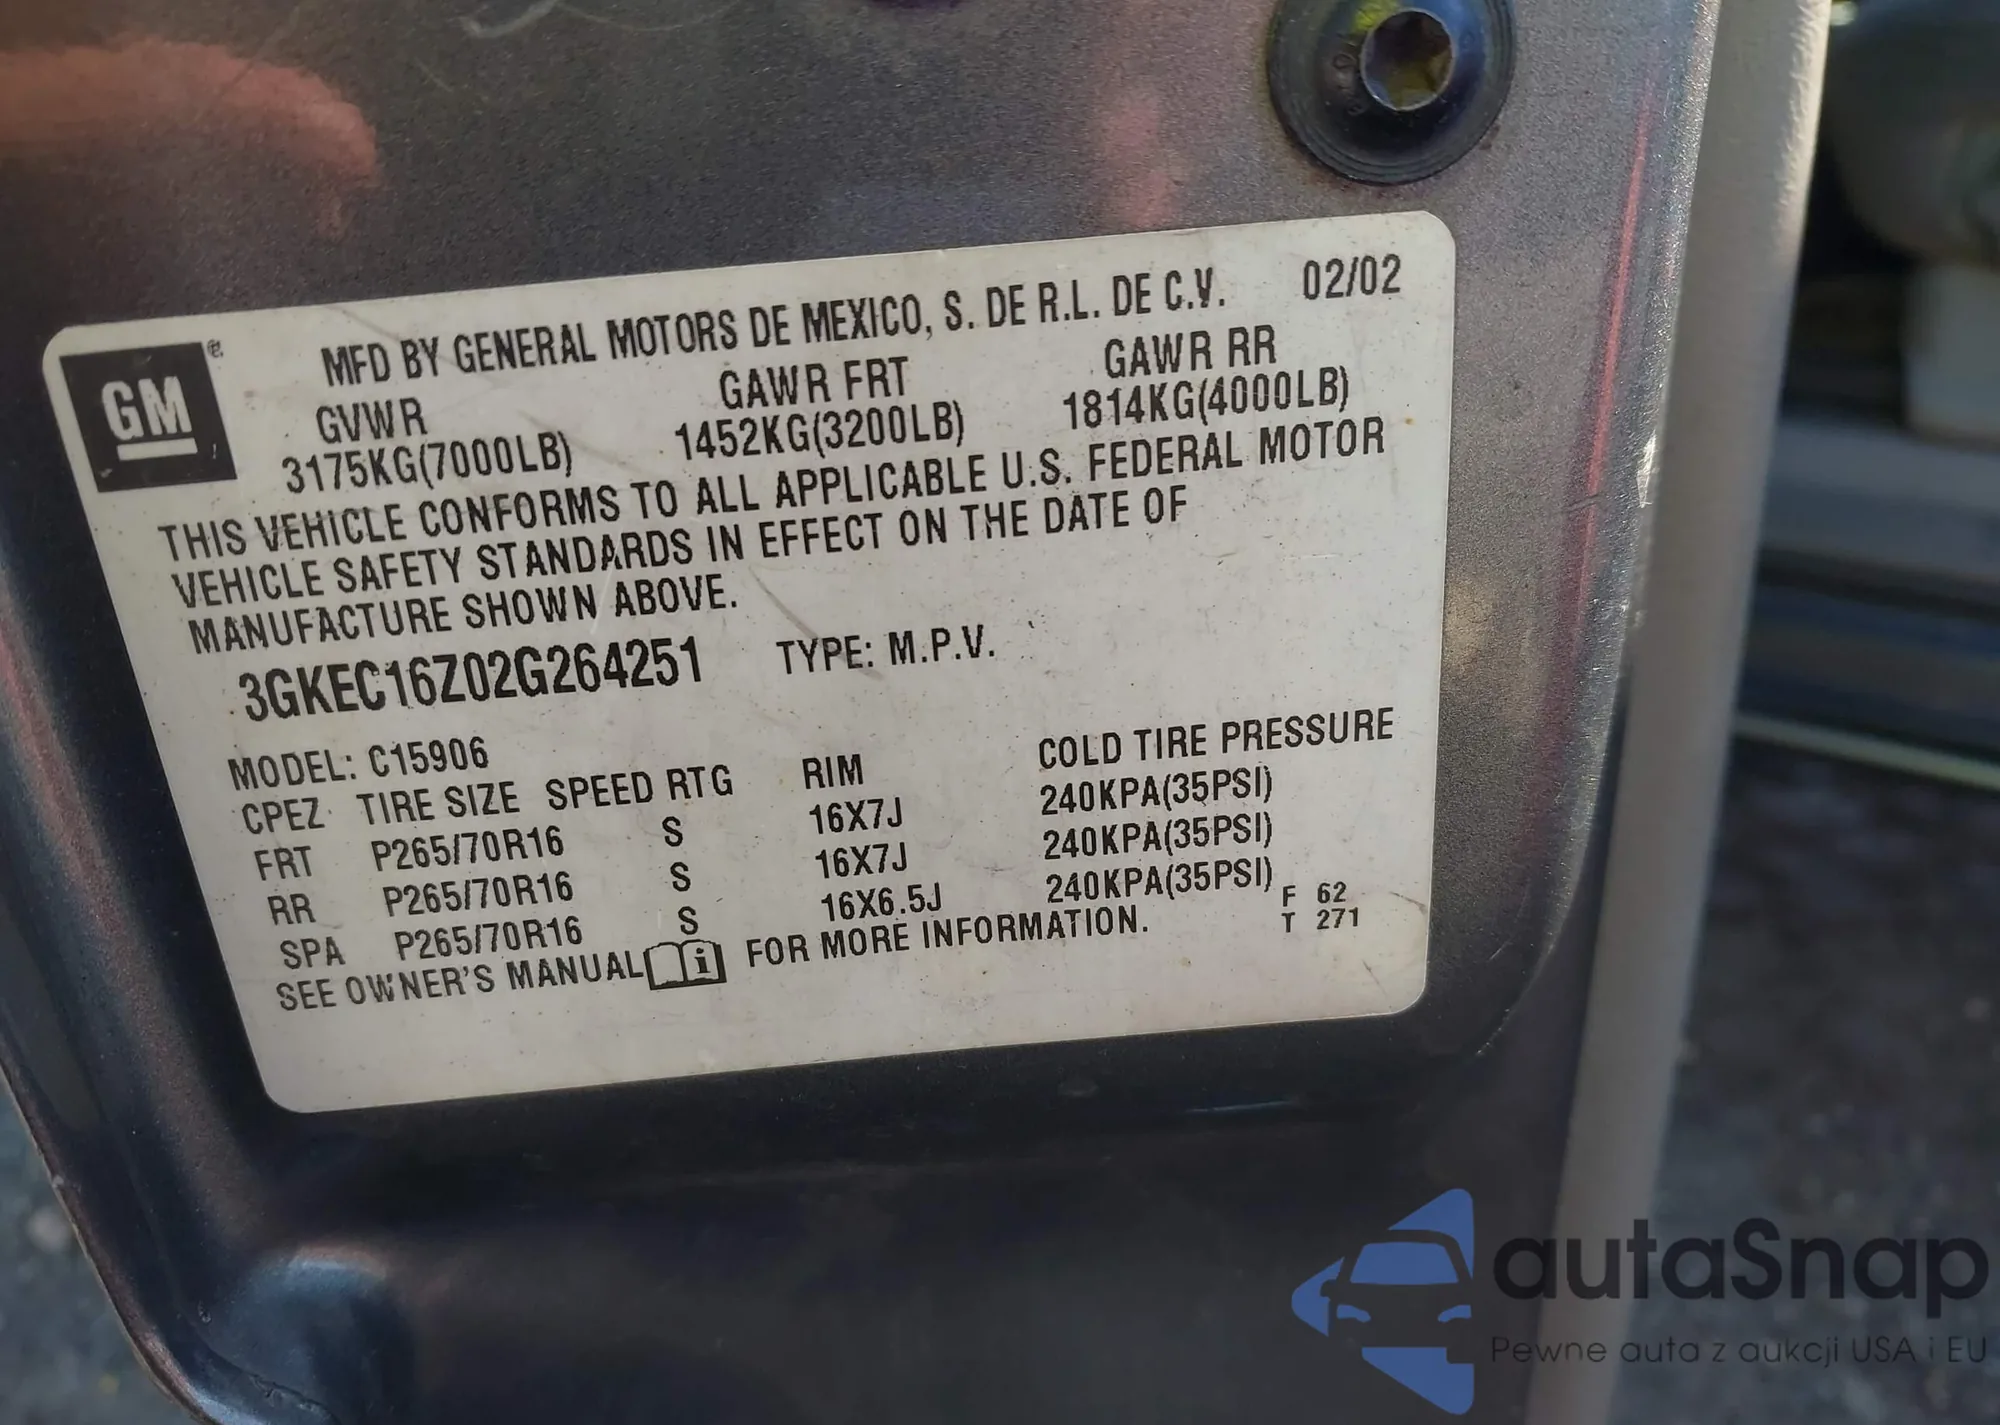 MFD BY GENERAL MOTORS DE MEXICO, S. DE R.L. DE C.V. 02/02
GM®
GVWR GAWR FRT GAWR RR
3175KG(7000LB) 1452KG(3200LB) 1814KG(4000LB)
THIS VEHICLE CONFORMS TO ALL APPLICABLE U.S. FEDERAL MOTOR
VEHICLE SAFETY STANDARDS IN EFFECT ON THE DATE OF
MANUFACTURE SHOWN ABOVE.
3GKEC16Z02G264251 TYPE: M.P.V.
MODEL: C15906
CPEZ TIRE SIZE SPEED RTG RIM COLD TIRE PRESSURE
FRT P265/70R16 S 16X7J 240KPA(35PSI)
RR P265/70R16 S 16X7J 240KPA(35PSI)
SPA P265/70R16 S 16X6.5J 240KPA(35PSI)
SEE OWNER'S MANUAL i FOR MORE INFORMATION.
F 62
T 271
autaSnap
Pewne auta z aukcji USA i EU